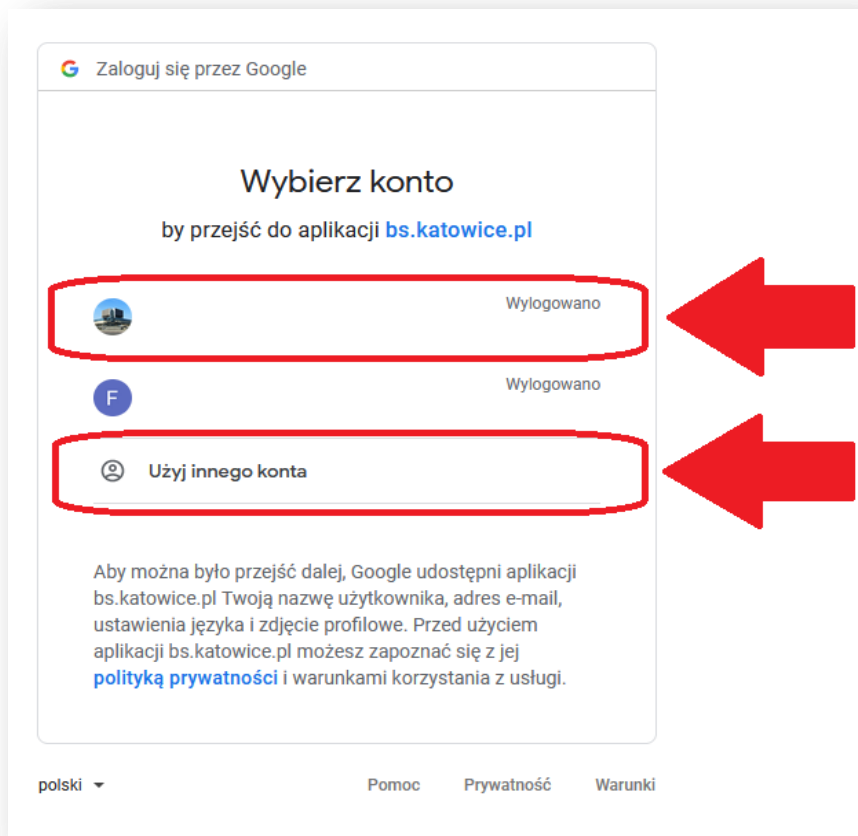 Zaloguj się przez Google
Wybierz konto
by przejść do aplikacji bs.katowice.pl
Wylogowano
F
Wylogowano
Użyj innego konta
Aby można było przejść dalej, Google udostępni aplikacji
bs.katowice.pl Twoją nazwę użytkownika, adres e-mail,
ustawienia języka i zdjęcie profilowe. Przed użyciem
aplikacji bs.katowice.pl możesz zapoznać się z jej
polityką prywatności i warunkami korzystania z usługi.
polski Pomoc Prywatność Warunki